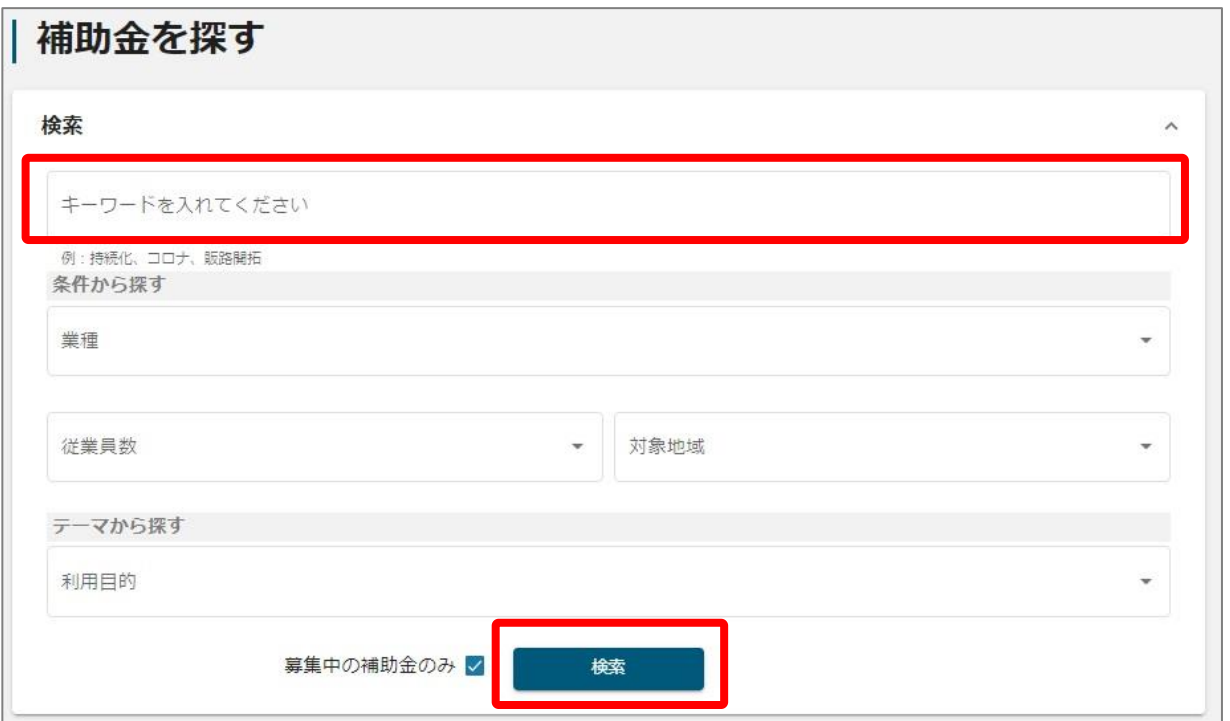 補助金を探す
検索
キーワードを入れてください
例：持続化、コロナ、販路開拓
条件から探す
業種
従業員数 対象地域
テーマから探す
利用目的
募集中の補助金のみ 検索